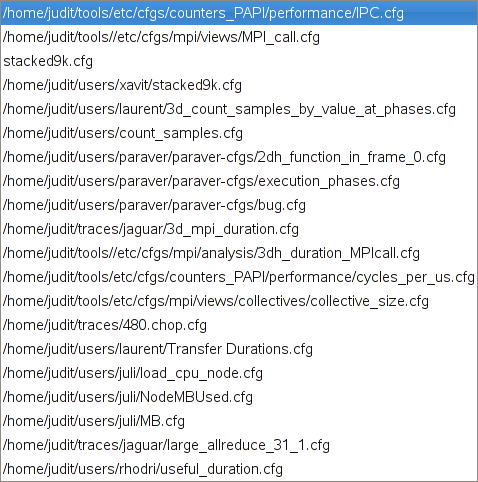 /home/judit/tools/etc/cfgs/counters_PAPI/performance/IPC.cfg
/home/judit/tools//etc/cfgs/mpi/views/MPI_call.cfg
stacked9k.cfg
/home/judit/users/xavit/stacked9k.cfg
/home/judit/users/laurent/3d_count_samples_by_value_at_phases.cfg
/home/judit/users/count_samples.cfg
/home/judit/users/paraver/paraver-cfgs/2dh_function_in_frame_0.cfg
/home/judit/users/paraver/paraver-cfgs/execution_phases.cfg
/home/judit/users/paraver/paraver-cfgs/bug.cfg
/home/judit/traces/jaguar/3d_mpi_duration.cfg
/home/judit/tools//etc/cfgs/mpi/analysis/3dh_duration_MPIcall.cfg
/home/judit/tools/etc/cfgs/counters_PAPI/performance/cycles_per_us.cfg
/home/judit/tools/etc/cfgs/mpi/views/collectives/collective_size.cfg
/home/judit/traces/480.chop.cfg
/home/judit/users/laurent/Transfer Durations.cfg
/home/judit/users/juli/load_cpu_node.cfg
/home/judit/users/juli/NodeMBUsed.cfg
/home/judit/users/juli/MB.cfg
/home/judit/traces/jaguar/large_allreduce_31_1.cfg
/home/judit/users/rhodri/useful_duration.cfg